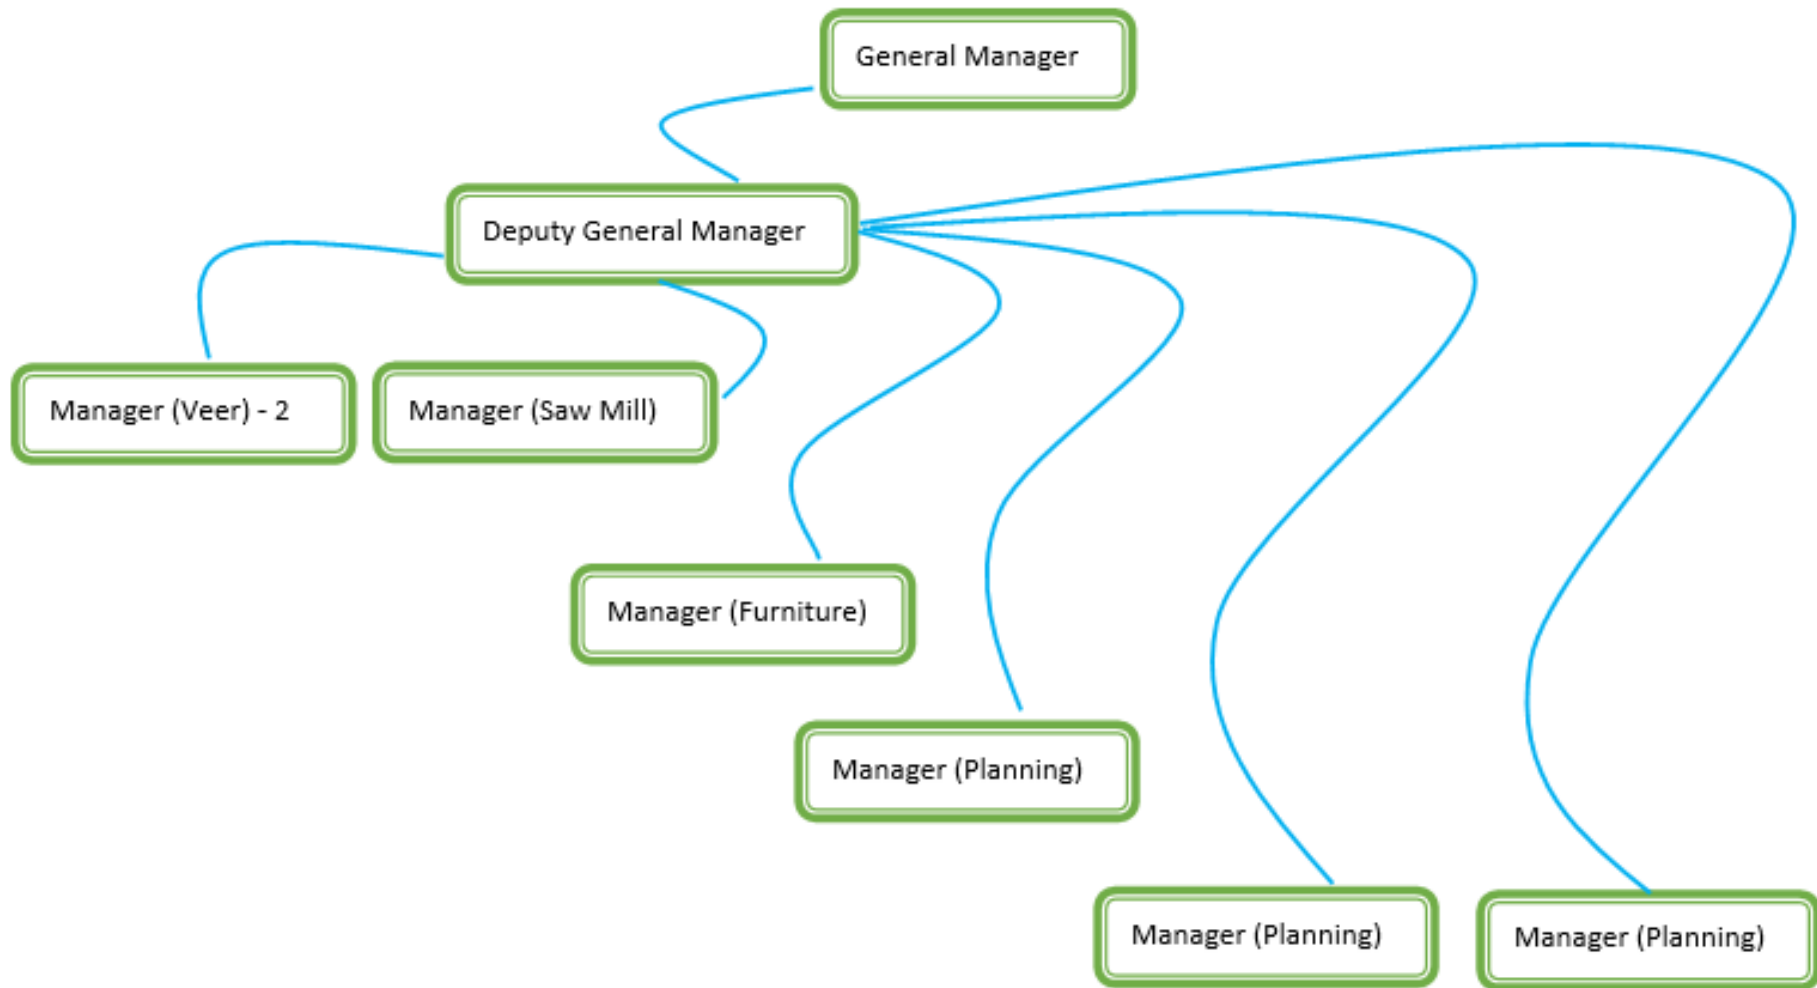 General Manager
Deputy General Manager
Manager (Veer) - 2
Manager (Saw Mill)
Manager (Furniture)
Manager (Planning)
Manager (Planning)
Manager (Planning)